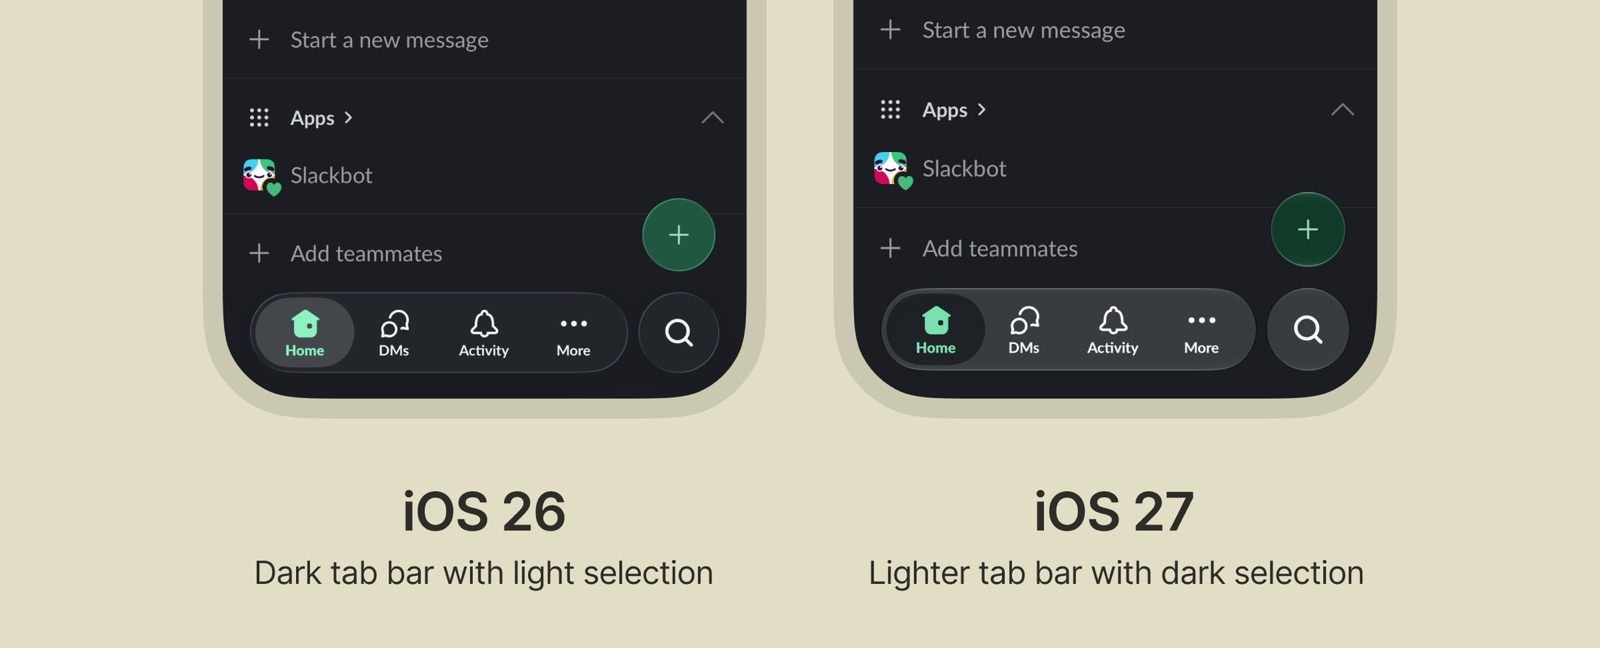 Start a new message
Apps
Slackbot
Add teammates
Home DMs Activity More
iOS 26
Dark tab bar with light selection
Start a new message
Apps
Slackbot
Add teammates
Home DMs Activity More
iOS 27
Lighter tab bar with dark selection